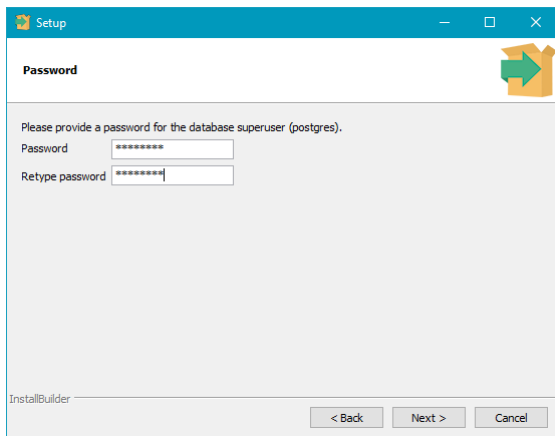 Setup
Password
Please provide a password for the database superuser (postgres).
Password ********
Retype password ********
InstallBuilder
< Back Next > Cancel